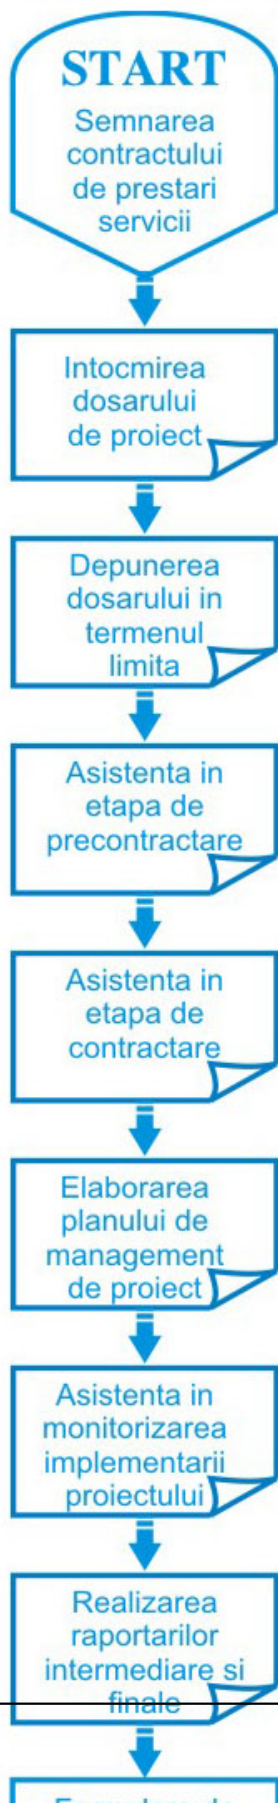 START
Semnarea
contractului
de prestari
servicii
Intocmirea
dosarului
de proiect
Depunerea
dosarului in
termenul
limita
Asistenta in
etapa de
precontractare
Asistenta in
etapa de
contractare
Elaborarea
planului de
management
de proiect
Asistenta in
monitorizarea
implementarii
proiectului
Realizarea
raportarilor
intermediare si
finale